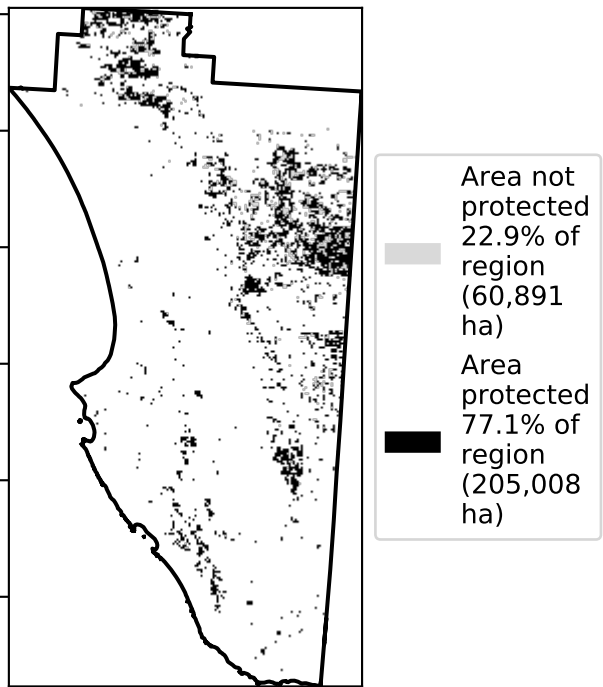 Area not
protected
22.9% of
region
(60,891
ha)
Area
protected
77.1% of
region
(205,008
ha)